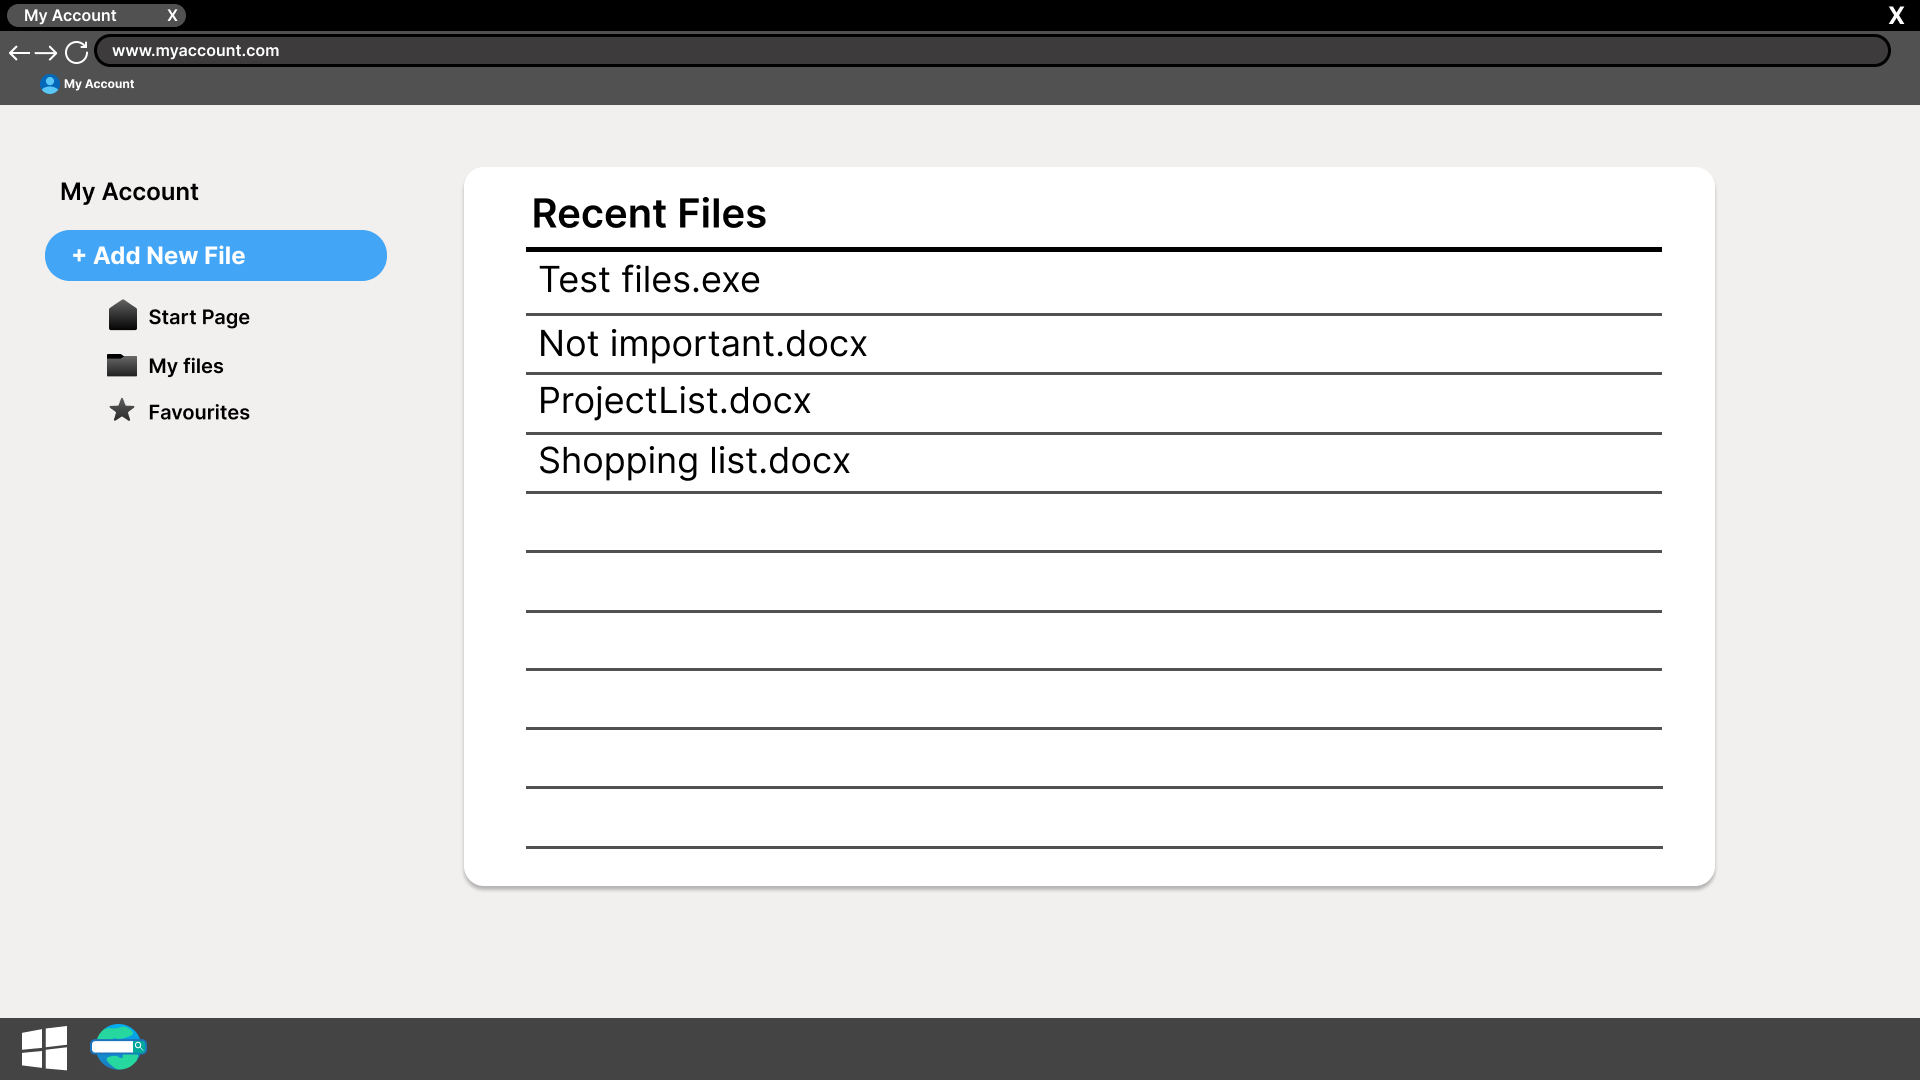 My Account X
X
www.myaccount.com
My Account
My Account
+ Add New File
Start Page
My files
Favourites
Recent Files
Test files.exe
Not important.docx
ProjectList.docx
Shopping list.docx